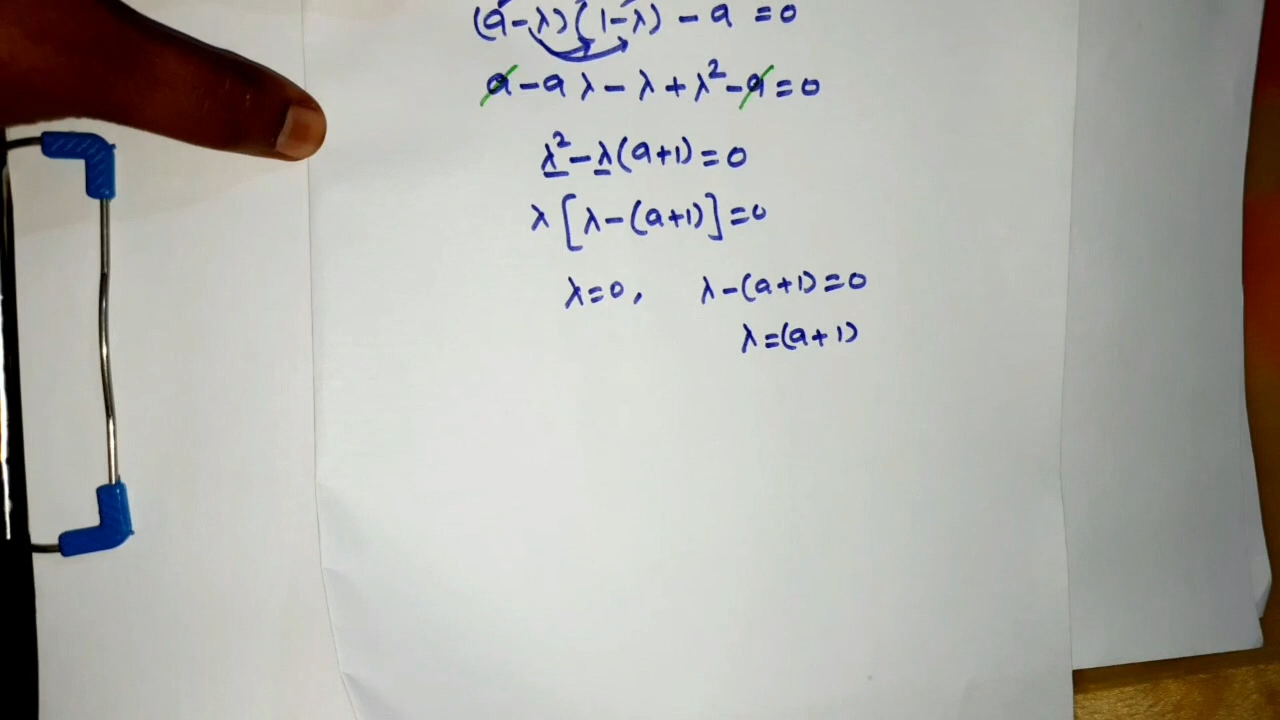 (a-λ)(1-λ) - a = 0
a - aλ - λ + λ² - a = 0
λ² - λ(a+1) = 0
λ[λ-(a+1)] = 0
λ=0, λ-(a+1)=0
λ=(a+1)